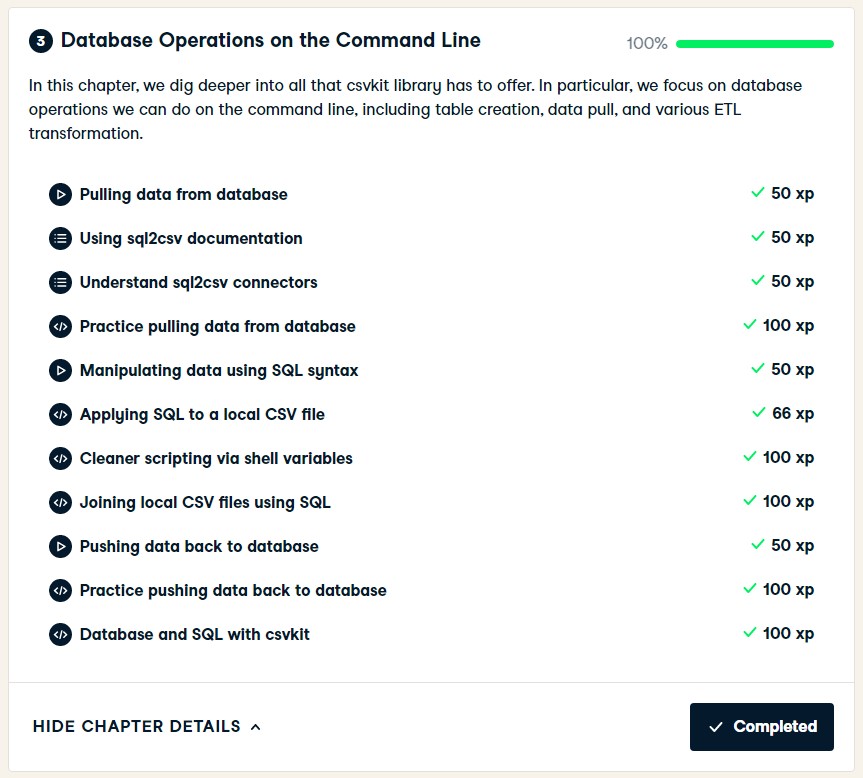 3 Database Operations on the Command Line 100%
In this chapter, we dig deeper into all that csvkit library has to offer. In particular, we focus on database
operations we can do on the command line, including table creation, data pull, and various ETL
transformation.
Pulling data from database 50 xp
Using sql2csv documentation 50 xp
Understand sql2csv connectors 50 xp
Practice pulling data from database 100 xp
Manipulating data using SQL syntax 50 xp
Applying SQL to a local CSV file 66 xp
Cleaner scripting via shell variables 100 xp
Joining local CSV files using SQL 100 xp
Pushing data back to database 50 xp
Practice pushing data back to database 100 xp
Database and SQL with csvkit 100 xp
HIDE CHAPTER DETAILS Completed